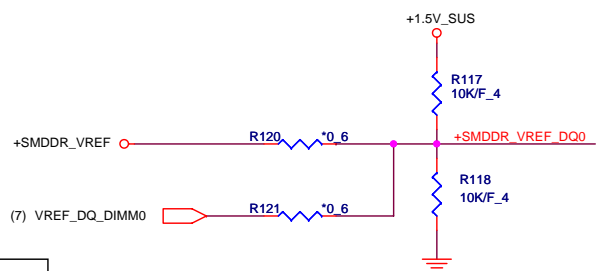 +1.5V_SUS
R117
10K/F_4
+SMDDR_VREF
R120
*0_6
+SMDDR_VREF_DQ0
R118
10K/F_4
(7) VREF_DQ_DIMM0
R121
*0_6